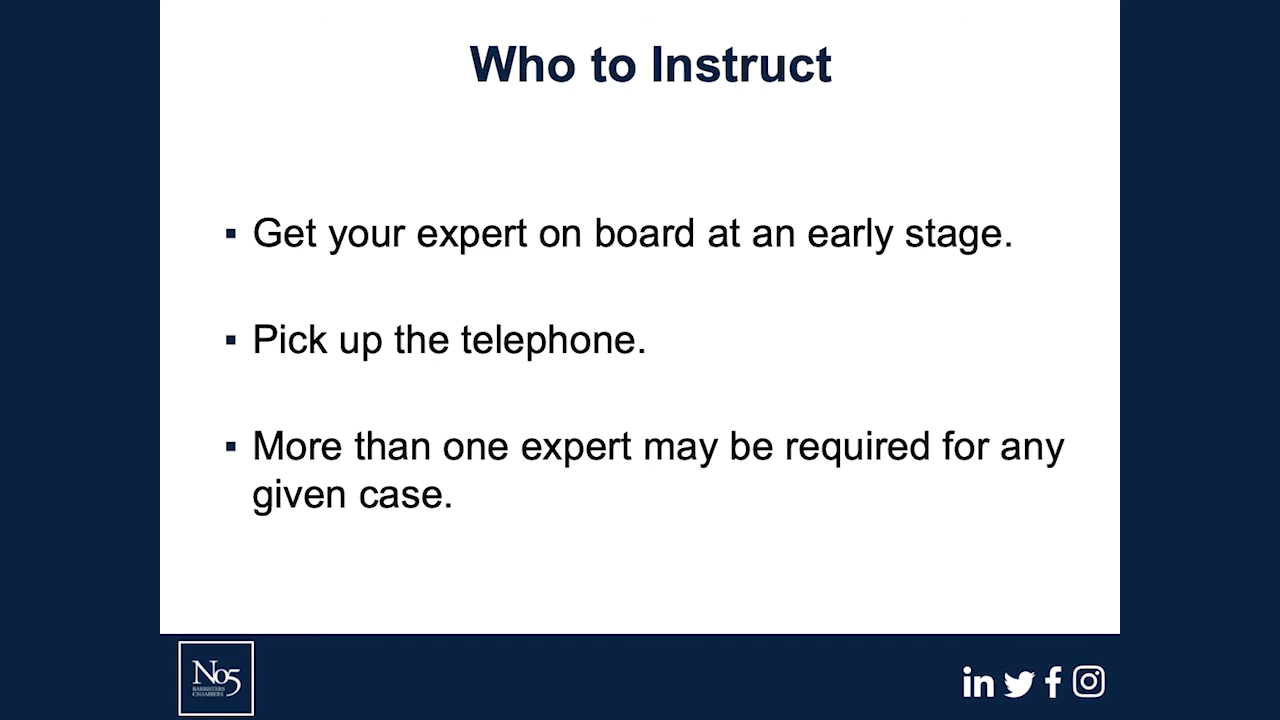 Who to Instruct
▪ Get your expert on board at an early stage.
▪ Pick up the telephone.
▪ More than one expert may be required for any
given case.
No5
BARRISTERS
CHAMBERS